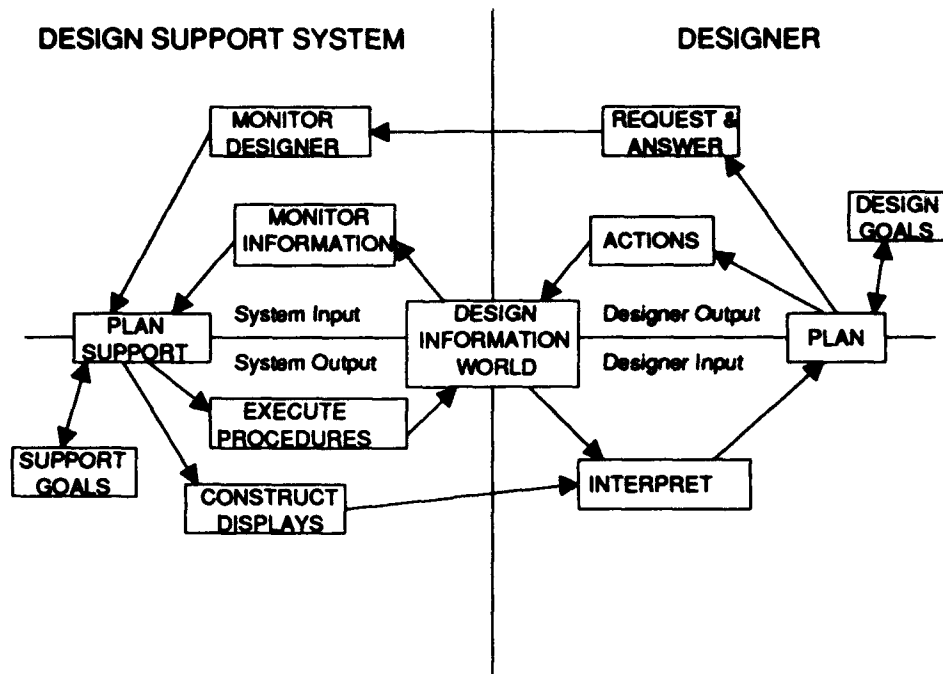 DESIGN SUPPORT SYSTEM
DESIGNER
MONITOR
DESIGNER
REQUEST &
ANSWER
MONITOR
INFORMATION
ACTIONS
DESIGN
GOALS
PLAN
SUPPORT
System Input
System Output
DESIGN
INFORMATION
WORLD
Designer Output
Designer Input
PLAN
EXECUTE
PROCEDURES
SUPPORT
GOALS
CONSTRUCT
DISPLAYS
INTERPRET